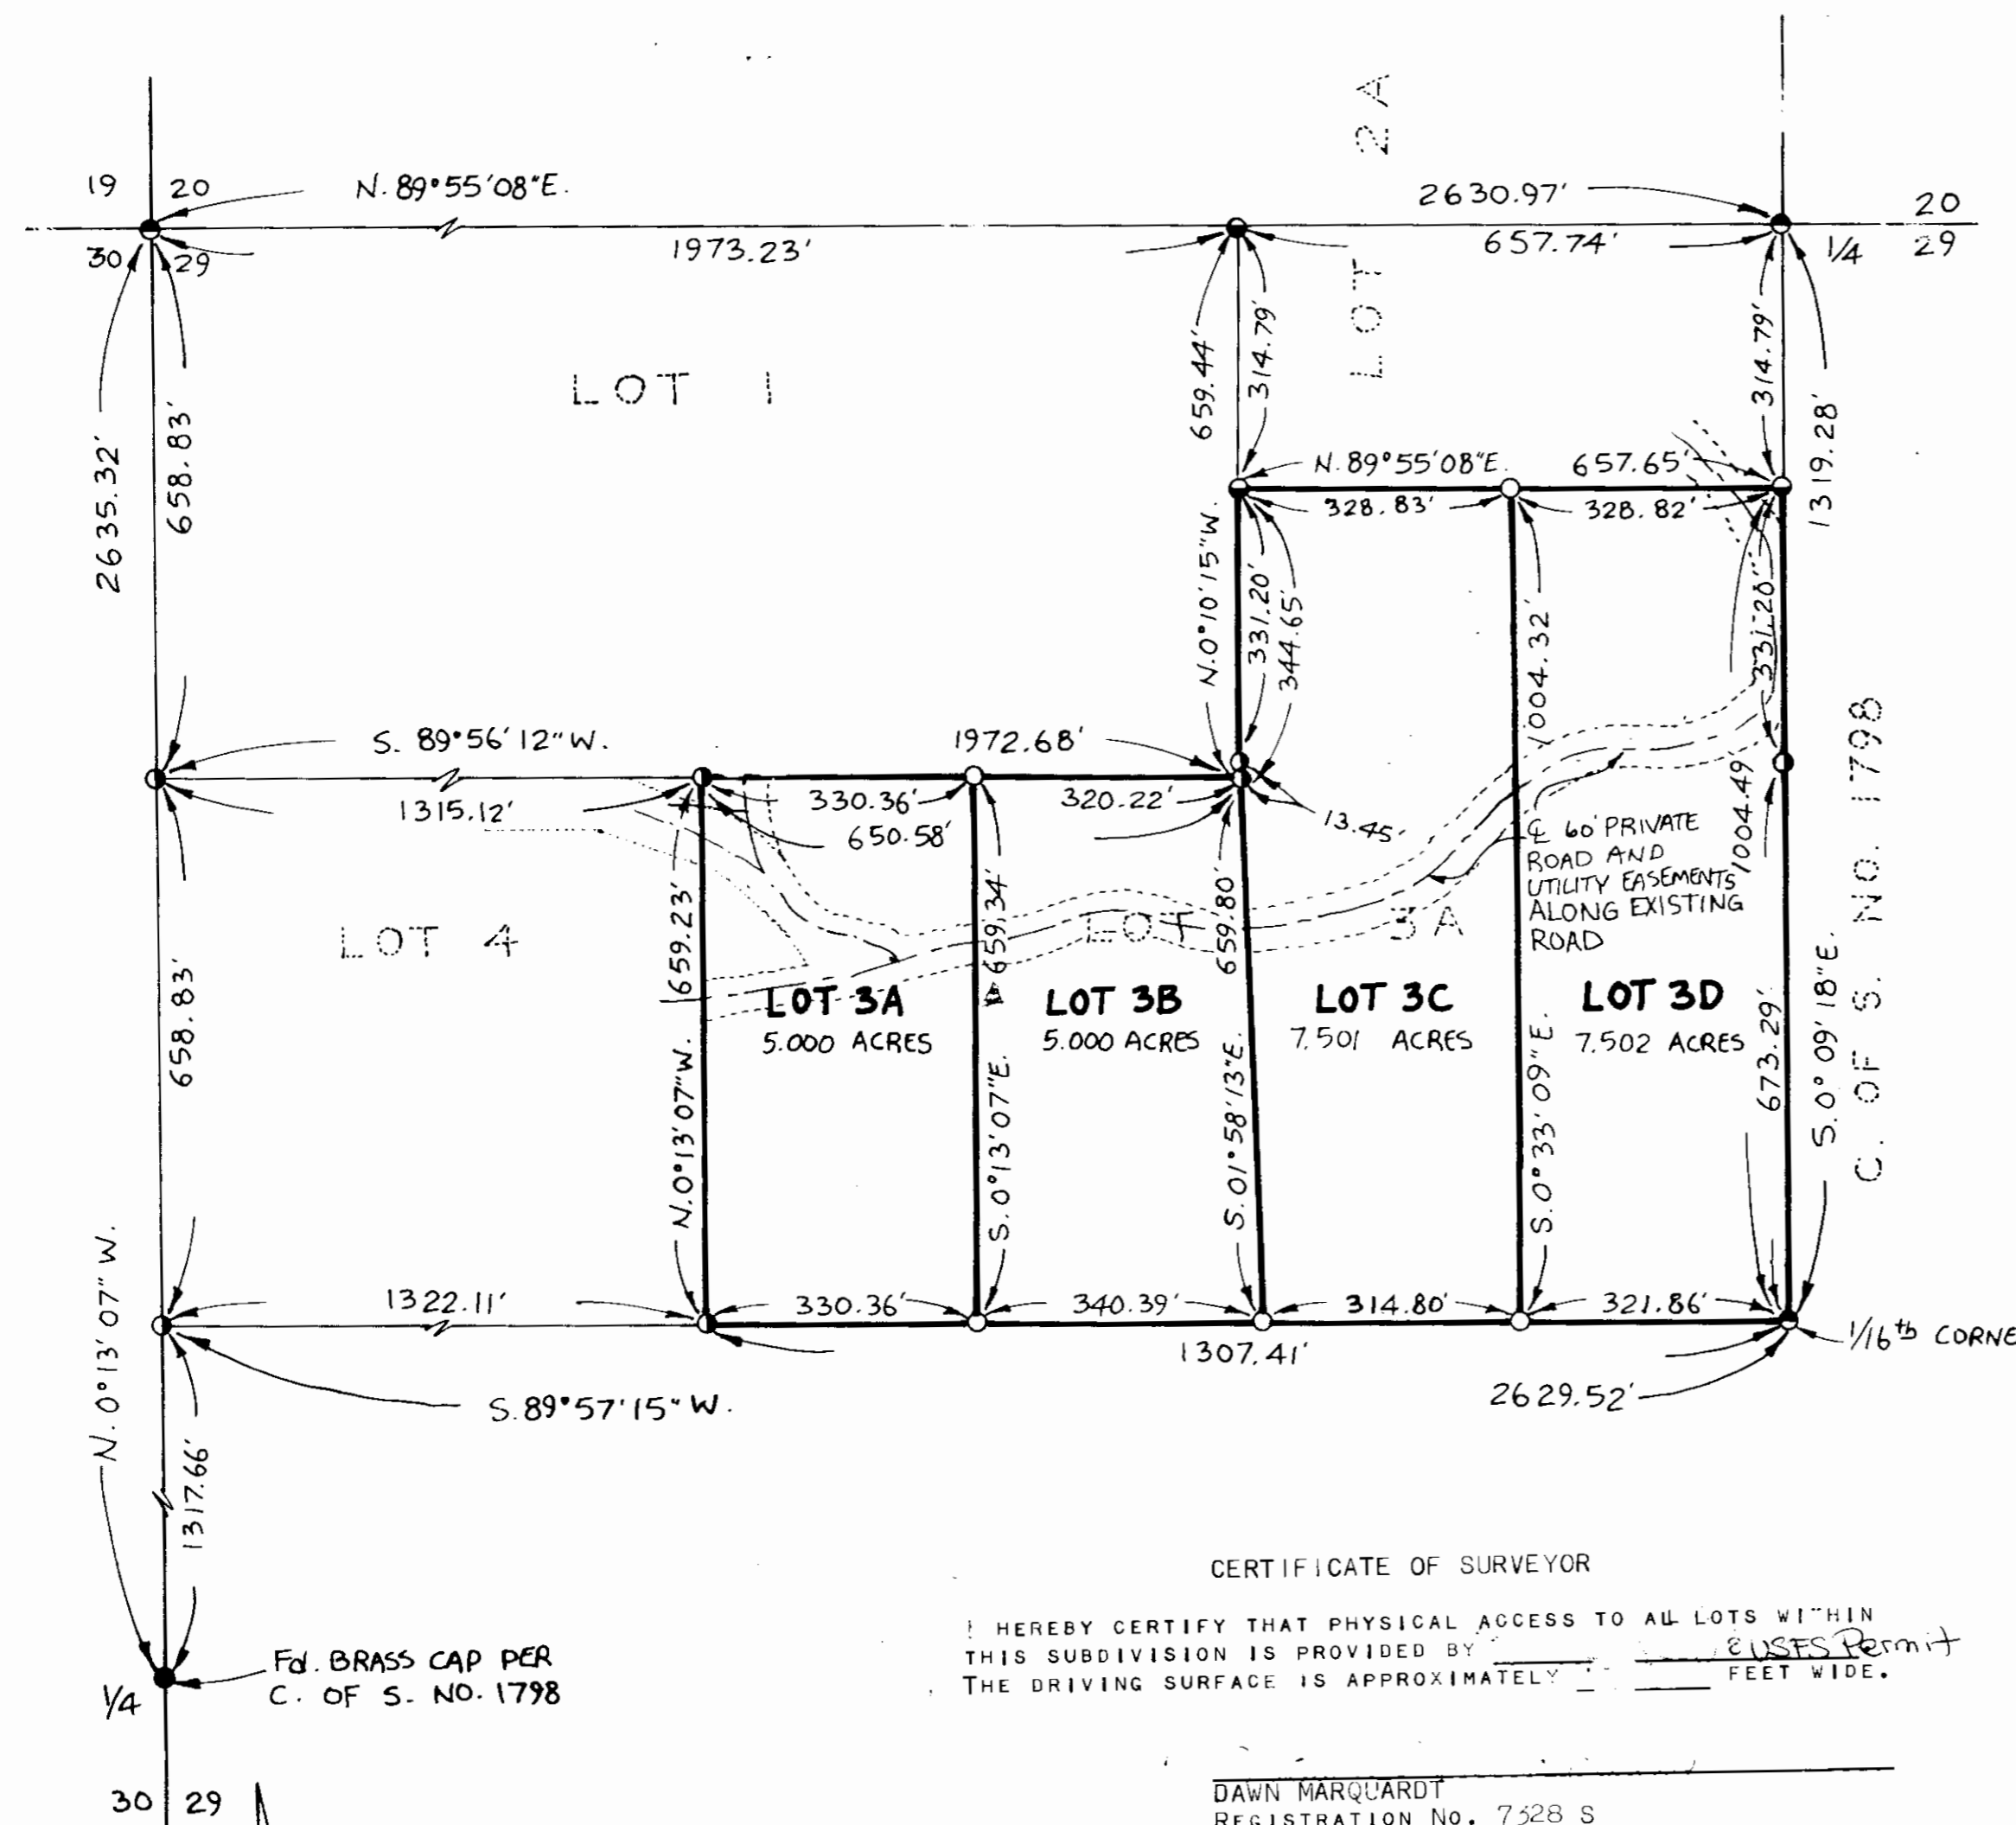 LOT 2A
19 20
N. 89°55'08"E.
2630.97'
20
30 29
1973.23'
657.74'
1/4 29
659.44'
314.79'
314.79'
1319.28'
LOT 1
2635.32'
658.83'
N. 89°55'08"E.
657.65'
328.83'
328.82'
N.0°10'15"W.
331.20'
344.65'
1004.32'
331.20'
S. 89°56'12"W.
1972.68'
1315.12'
330.36'
320.22'
650.58'
13.45'
1004.49'
℄ 60' PRIVATE
ROAD AND
UTILITY EASEMENTS
ALONG EXISTING
ROAD
C. OF S. NO. 1798
LOT 4
659.23'
659.34'
LOT 3A
659.80'
LOT 3A
5.000 ACRES
LOT 3B
5.000 ACRES
LOT 3C
7.501 ACRES
LOT 3D
7.502 ACRES
658.83'
N.0°13'07"W.
S.0°13'07"E.
S.01°58'13"E.
S.0°33'09"E.
673.29'
S.0°09'18"E.
1322.11'
330.36'
340.39'
314.80'
321.86'
1307.41'
1/16th CORNE
2629.52'
S.89°57'15"W.
N.0°13'07"W.
1317.66'
Fd. BRASS CAP PER
C. OF S. NO. 1798
1/4
30 29
CERTIFICATE OF SURVEYOR
I HEREBY CERTIFY THAT PHYSICAL ACCESS TO ALL LOTS WITHIN
THIS SUBDIVISION IS PROVIDED BY & USFS Permit
THE DRIVING SURFACE IS APPROXIMATELY FEET WIDE.
DAWN MARQUARDT
REGISTRATION NO. 7328 S